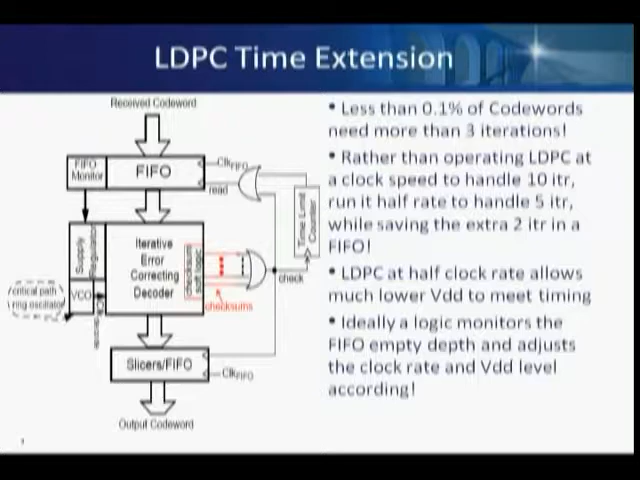 LDPC Time Extension
Received Codeword
FIFO
Monitor
FIFO
Clk FIFO
read
Time Limit
Counter
Supply
Regulator
Iterative
Error
Correcting
Decoder
checksum
check
VCO
critical path
ring oscillator
checksums
Slicers/FIFO
Clk FIFO
Output Codeword
• Less than 0.1% of Codewords
need more than 3 iterations!
• Rather than operating LDPC at
a clock speed to handle 10 itr,
run it half rate to handle 5 itr,
while saving the extra 2 itr in a
FIFO!
• LDPC at half clock rate allows
much lower Vdd to meet timing
• Ideally a logic monitors the
FIFO empty depth and adjusts
the clock rate and Vdd level
according!